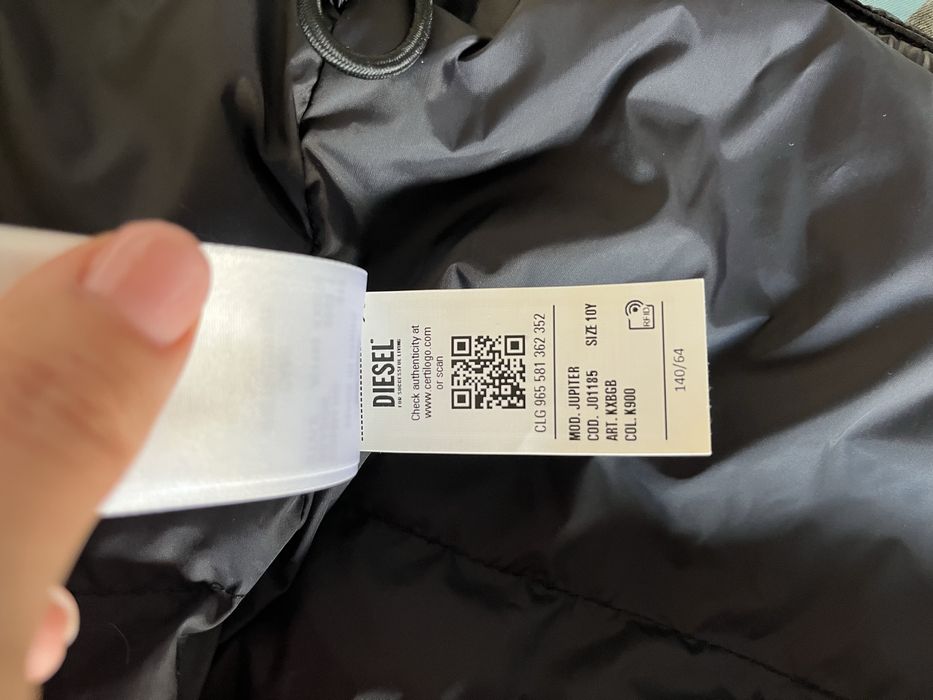 DIESEL
FOR SUCCESSFUL LIVING
Check authenticity at
www.certilogo.com
or scan
CLG 965 581 362 352
MOD. JUPITER
COD. J01185 SIZE 10Y
ART. KXBGB
COL. K900
RFID
140/64